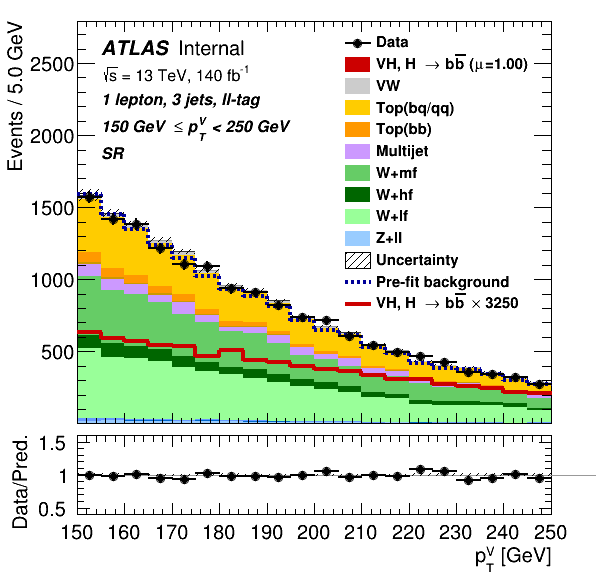 Events / 5.0 GeV
2500
2000
1500
1000
500
ATLAS Internal
√s = 13 TeV, 140 fb⁻¹
1 lepton, 3 jets, ll-tag
150 GeV ≤ p_T^V < 250 GeV
SR
Data
VH, H → bb̅ (μ=1.00)
VW
Top(bq/qq)
Top(bb)
Multijet
W+mf
W+hf
W+lf
Z+ll
Uncertainty
Pre-fit background
VH, H → bb̅ × 3250
Data/Pred.
1.5
1
0.5
150 160 170 180 190 200 210 220 230 240 250
p_T^V [GeV]